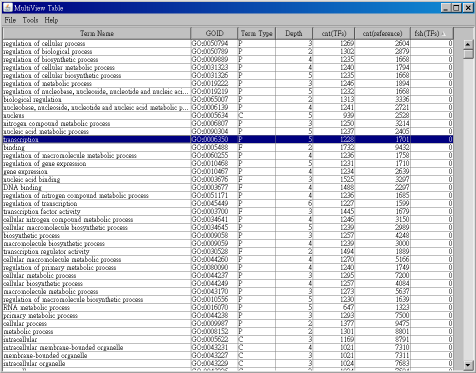 MultiView Table
File Tools Help
Term Name GOID Term Type Depth cnt(TFs) cnt(reference) fsh(TFs)
regulation of cellular process GO:0050794 P 3 1269 2604 0
regulation of biological process GO:0050789 P 2 1302 2879 0
regulation of biosynthetic process GO:0009889 P 4 1235 1668 0
regulation of cellular metabolic process GO:0031323 P 4 1240 1794 0
regulation of cellular biosynthetic process GO:0031326 P 5 1235 1668 0
regulation of metabolic process GO:0019222 P 3 1246 1894 0
regulation of nucleobase, nucleoside, nucleotide and nucleic aci... GO:0019219 P 5 1232 1668 0
biological regulation GO:0065007 P 2 1313 3336 0
nucleobase, nucleoside, nucleotide and nucleic acid metabolic p... GO:0006139 P 4 1241 2721 0
nucleus GO:0005634 C 5 939 2528 0
nitrogen compound metabolic process GO:0006807 P 3 1250 3214 0
nucleic acid metabolic process GO:0090304 P 5 1237 2405 0
transcription GO:0006350 P 5 1228 1701 0
binding GO:0005488 F 2 1732 9432 0
regulation of macromolecule metabolic process GO:0060255 P 4 1236 1758 0
regulation of gene expression GO:0010468 P 5 1231 1710 0
gene expression GO:0010467 P 4 1234 2639 0
nucleic acid binding GO:0003676 F 3 1525 3297 0
DNA binding GO:0003677 F 4 1488 2297 0
regulation of nitrogen compound metabolic process GO:0051171 P 4 1236 1685 0
regulation of transcription GO:0045449 P 6 1227 1599 0
transcription factor activity GO:0003700 F 3 1445 1679 0
cellular nitrogen compound metabolic process GO:0034641 P 4 1246 3150 0
cellular macromolecule biosynthetic process GO:0034645 P 5 1239 2989 0
biosynthetic process GO:0009058 P 3 1257 4248 0
macromolecule biosynthetic process GO:0009059 P 4 1239 3000 0
transcription regulator activity GO:0030528 F 2 1494 1889 0
cellular macromolecule metabolic process GO:0044260 P 4 1270 5166 0
regulation of primary metabolic process GO:0080090 P 4 1240 1749 0
cellular metabolic process GO:0044237 P 3 1295 7200 0
cellular biosynthetic process GO:0044249 P 4 1257 4084 0
macromolecule metabolic process GO:0043170 P 3 1273 5637 0
regulation of macromolecule biosynthetic process GO:0010556 P 5 1230 1639 0
RNA metabolic process GO:0016070 P 5 647 1323 0
primary metabolic process GO:0044238 P 3 1293 7500 0
cellular process GO:0009987 P 2 1377 9475 0
metabolic process GO:0008152 P 2 1301 8801 0
intracellular GO:0005622 C 3 1169 8791 0
intracellular membrane-bounded organelle GO:0043231 C 4 1021 7310 0
membrane-bounded organelle GO:0043227 C 3 1021 7311 0
intracellular organelle GO:0043229 C 3 1024 7683 0